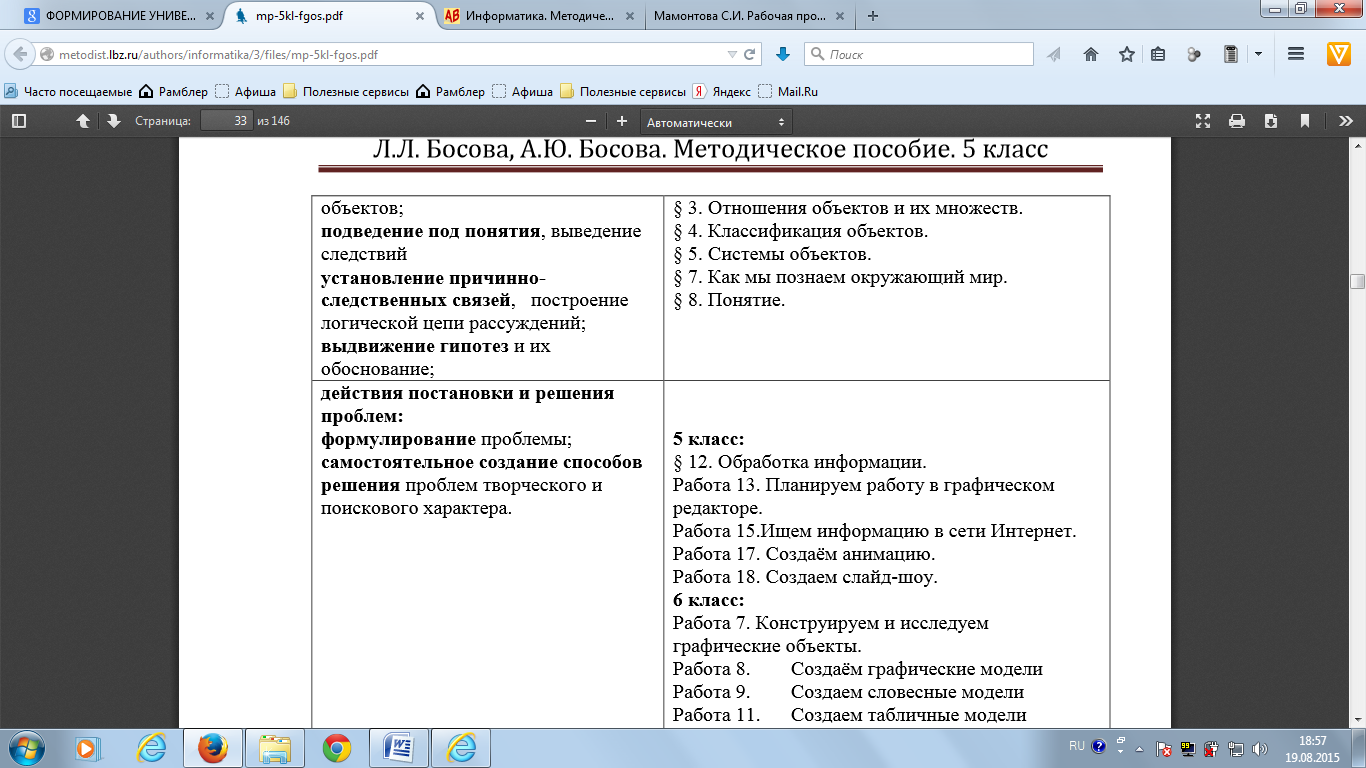 ФОРМИРОВАНИЕ УНИВЕ...
mp-5kl-fgos.pdf
Информатика. Методиче...
Мамонтова С.И. Рабочая про...
metodist.lbz.ru/authors/informatika/3/files/mp-5kl-fgos.pdf
Поиск
Часто посещаемые Рамблер Афиша Полезные сервисы Рамблер Афиша Полезные сервисы Яндекс Mail.Ru
Страница: 33 из 146 Автоматически
Л.Л. Босова, А.Ю. Босова. Методическое пособие. 5 класс
объектов;
подведение под понятия, выведение
следствий
установление причинно-
следственных связей, построение
логической цепи рассуждений;
выдвижение гипотез и их
обоснование;
§ 3. Отношения объектов и их множеств.
§ 4. Классификация объектов.
§ 5. Системы объектов.
§ 7. Как мы познаем окружающий мир.
§ 8. Понятие.
действия постановки и решения
проблем:
формулирование проблемы;
самостоятельное создание способов
решения проблем творческого и
поискового характера.
5 класс:
§ 12. Обработка информации.
Работа 13. Планируем работу в графическом
редакторе.
Работа 15.Ищем информацию в сети Интернет.
Работа 17. Создаём анимацию.
Работа 18. Создаем слайд-шоу.
6 класс:
Работа 7. Конструируем и исследуем
графические объекты.
Работа 8. Создаём графические модели
Работа 9. Создаем словесные модели
Работа 11. Создаем табличные модели
RU
18:57
19.08.2015